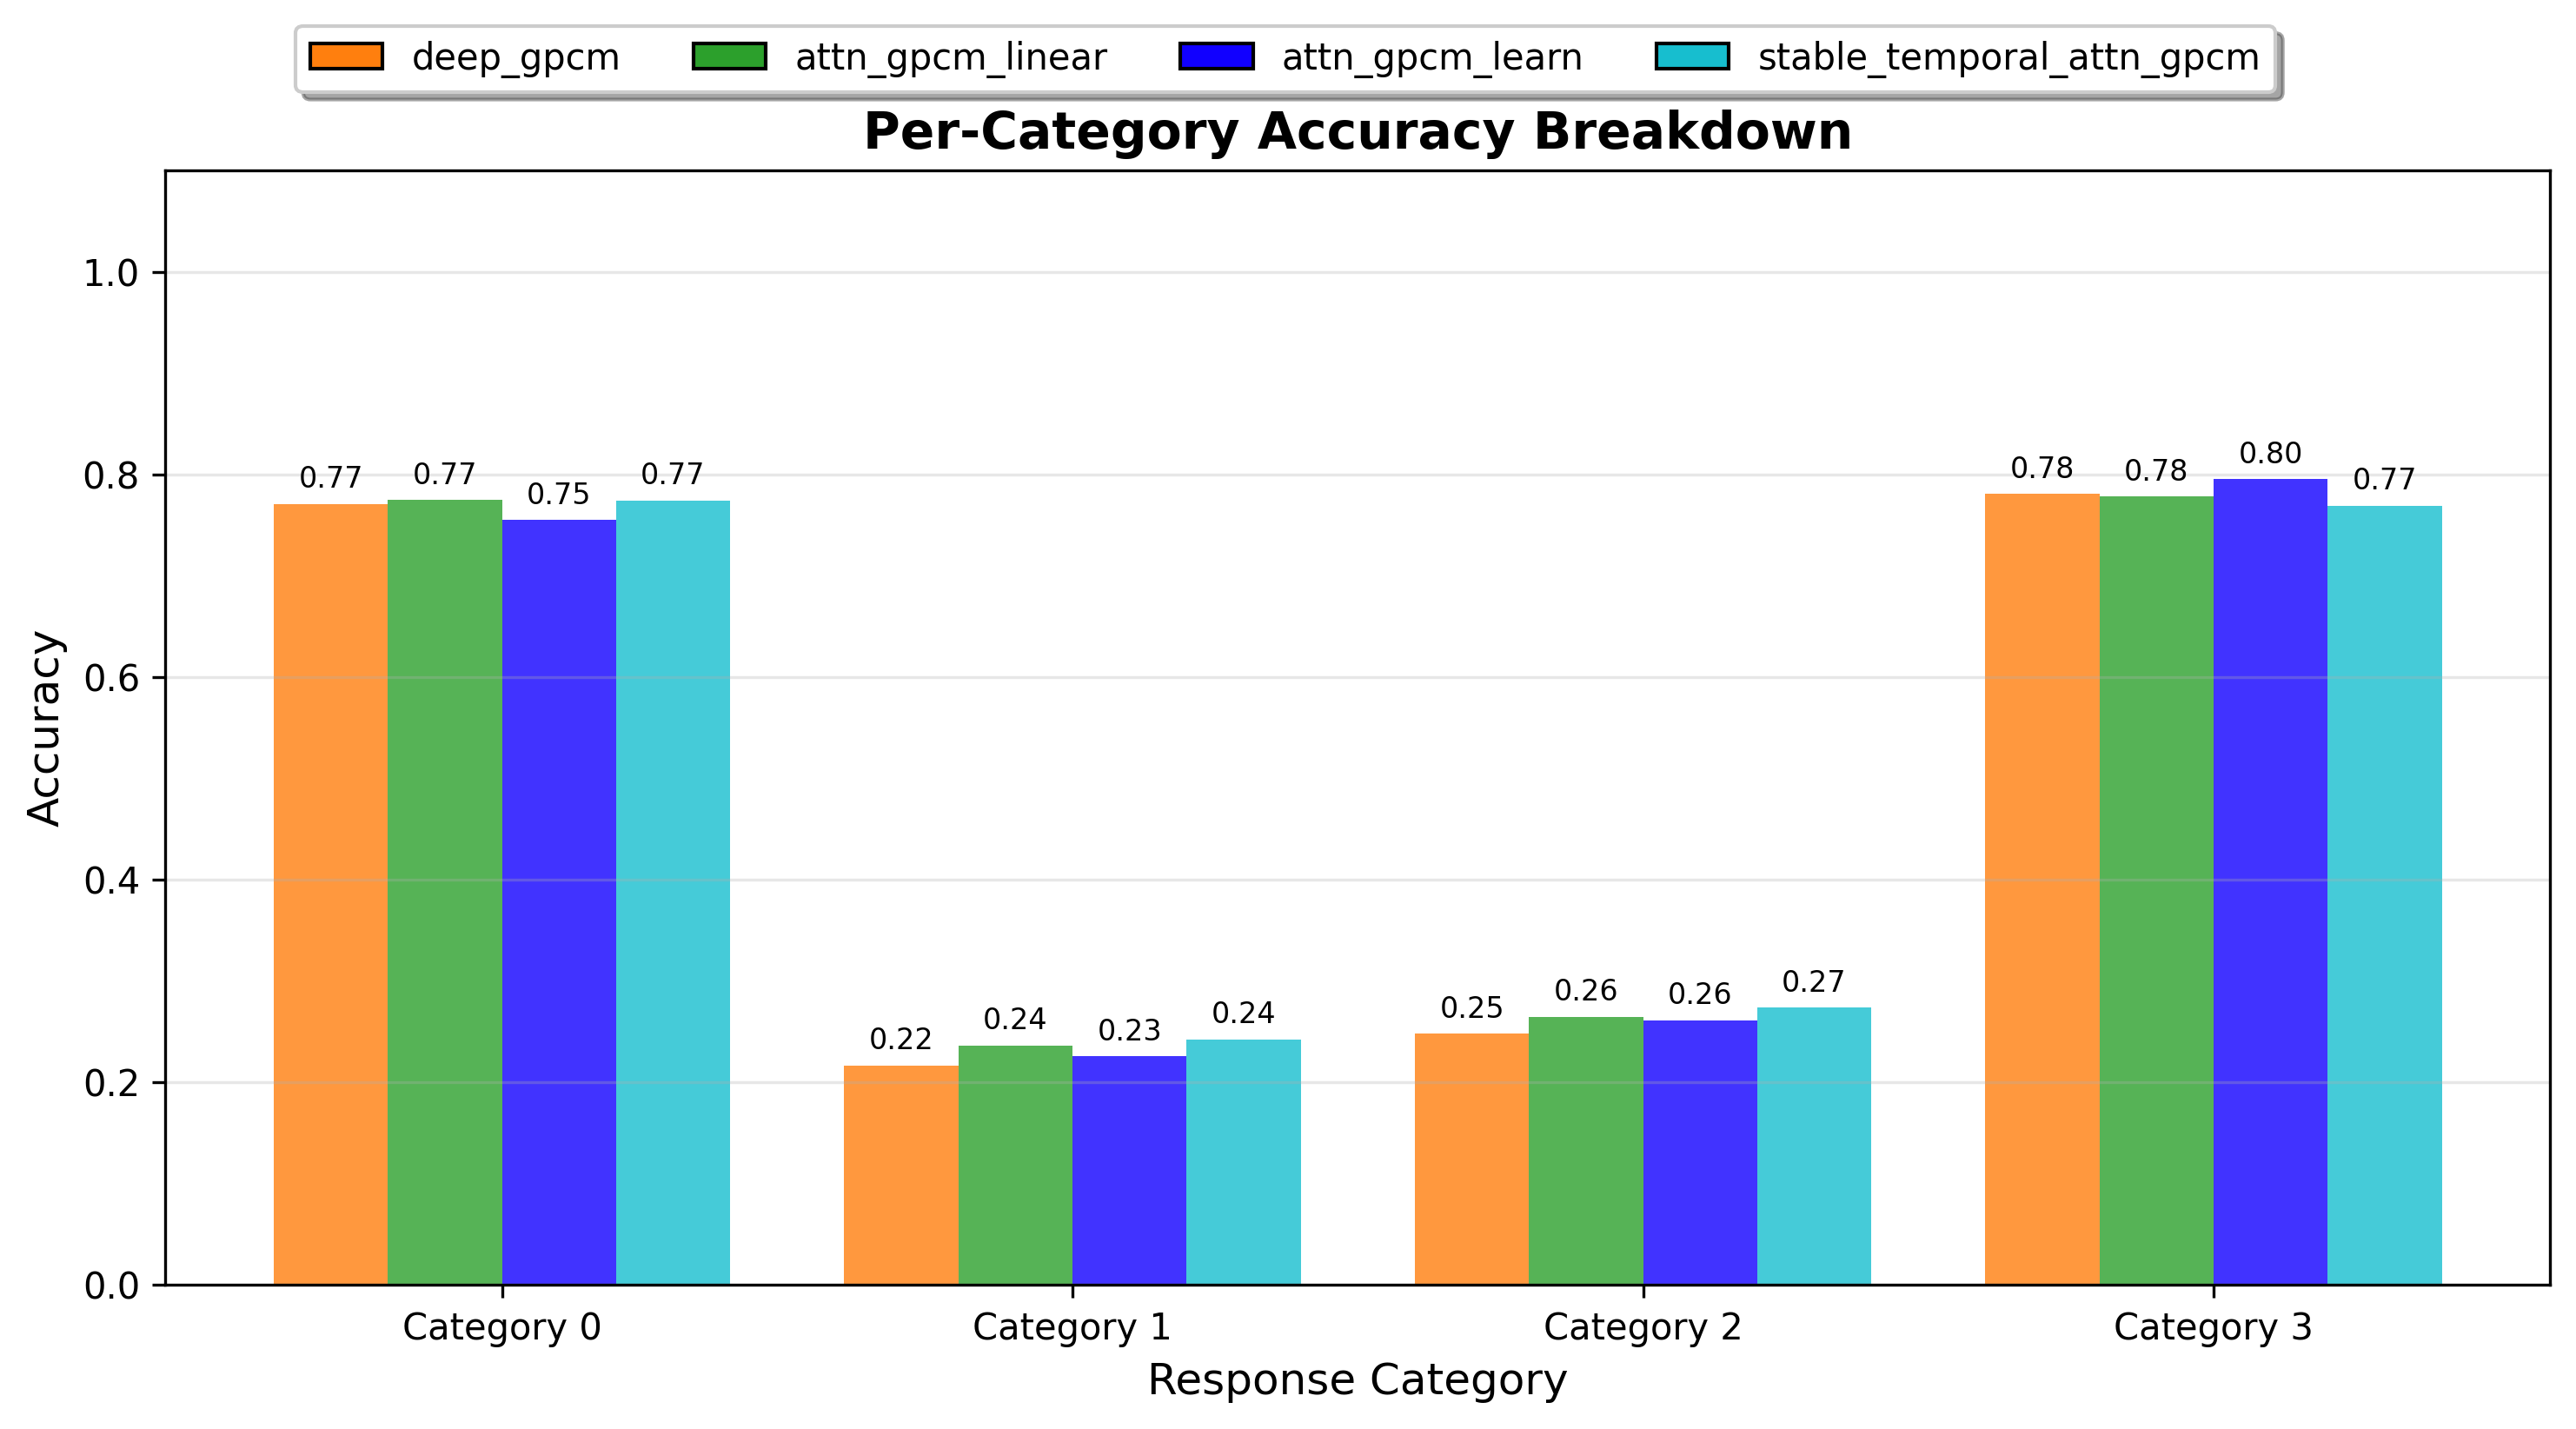 deep_gpcm attn_gpcm_linear attn_gpcm_learn stable_temporal_attn_gpcm
Per-Category Accuracy Breakdown
1.0
0.8
0.6
0.4
0.2
0.0
Accuracy
0.77 0.77 0.75 0.77
0.22 0.24 0.23 0.24
0.25 0.26 0.26 0.27
0.78 0.78 0.80 0.77
Category 0 Category 1 Category 2 Category 3
Response Category